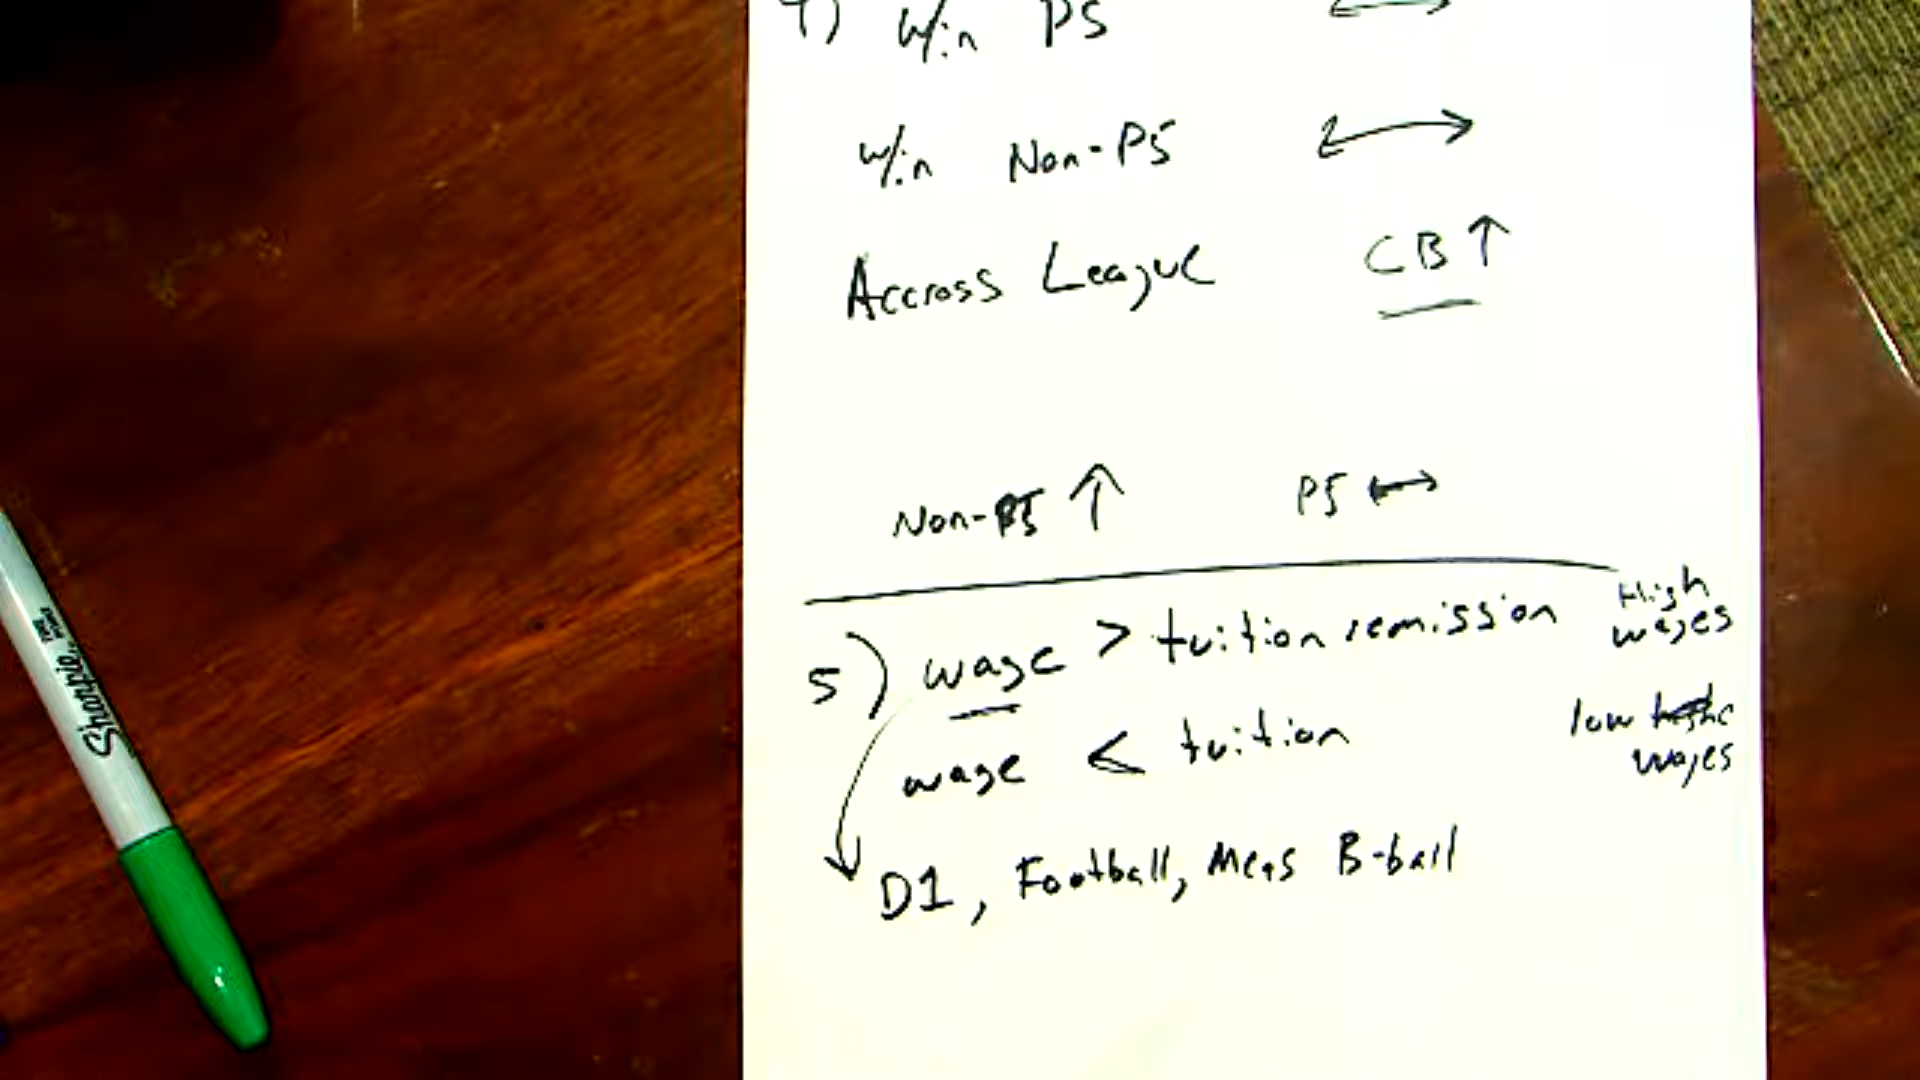 4) w/in P5 ←→
w/in Non-P5 ←→
Accross League CB↑
Non-P5 ↑ P5 ↔
5) wage > tuition remission High wages
wage < tuition low wages
D1, Football, Mens B-ball
Sharpie